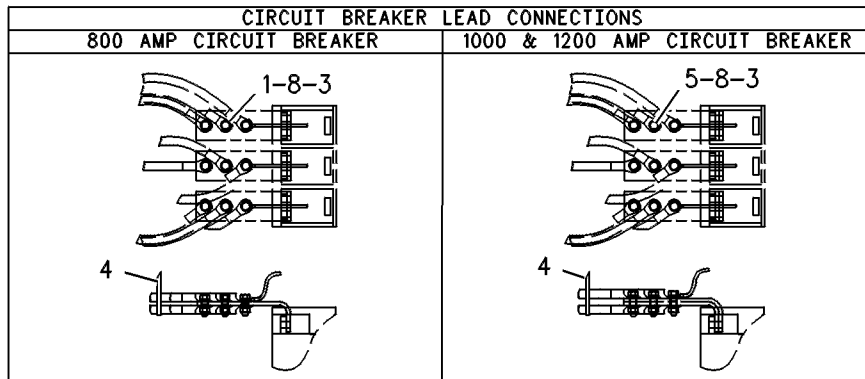 CIRCUIT BREAKER LEAD CONNECTIONS
800 AMP CIRCUIT BREAKER
1000 & 1200 AMP CIRCUIT BREAKER
1-8-3
5-8-3
4
4